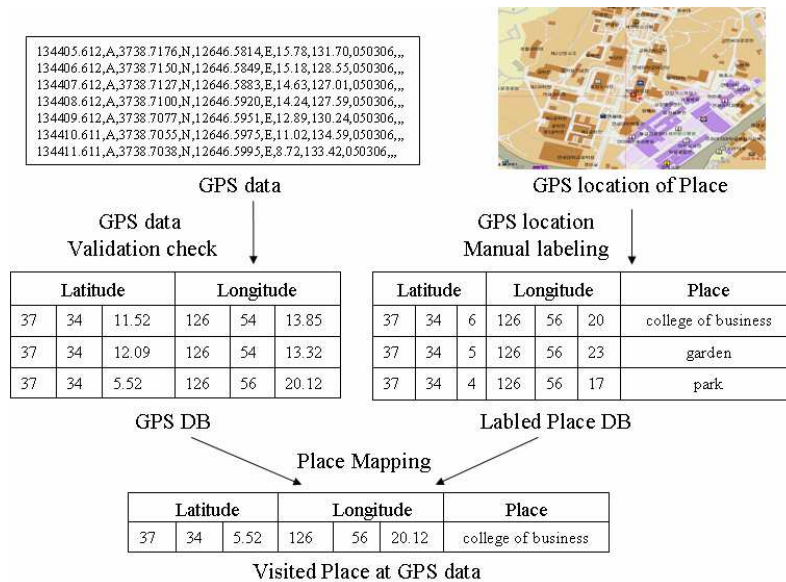 134405.612,A,3738.7176,N,12646.5814,E,15.78,131.70,050306,,,
134406.612,A,3738.7150,N,12646.5849,E,15.18,128.55,050306,,,
134407.612,A,3738.7127,N,12646.5883,E,14.63,127.01,050306,,,
134408.612,A,3738.7100,N,12646.5920,E,14.24,127.59,050306,,,
134409.612,A,3738.7077,N,12646.5951,E,12.89,130.24,050306,,,
134410.611,A,3738.7055,N,12646.5975,E,11.02,134.59,050306,,,
134411.611,A,3738.7038,N,12646.5995,E,8.72,133.42,050306,,,
GPS data
GPS location of Place
GPS data
Validation check
GPS location
Manual labeling
Latitude Longitude
37 34 11.52 126 54 13.85
37 34 12.09 126 54 13.32
37 34 5.52 126 56 20.12
GPS DB
Latitude Longitude Place
37 34 6 126 56 20 college of business
37 34 5 126 56 23 garden
37 34 4 126 56 17 park
Labled Place DB
Place Mapping
Latitude Longitude Place
37 34 5.52 126 56 20.12 college of business
Visited Place at GPS data